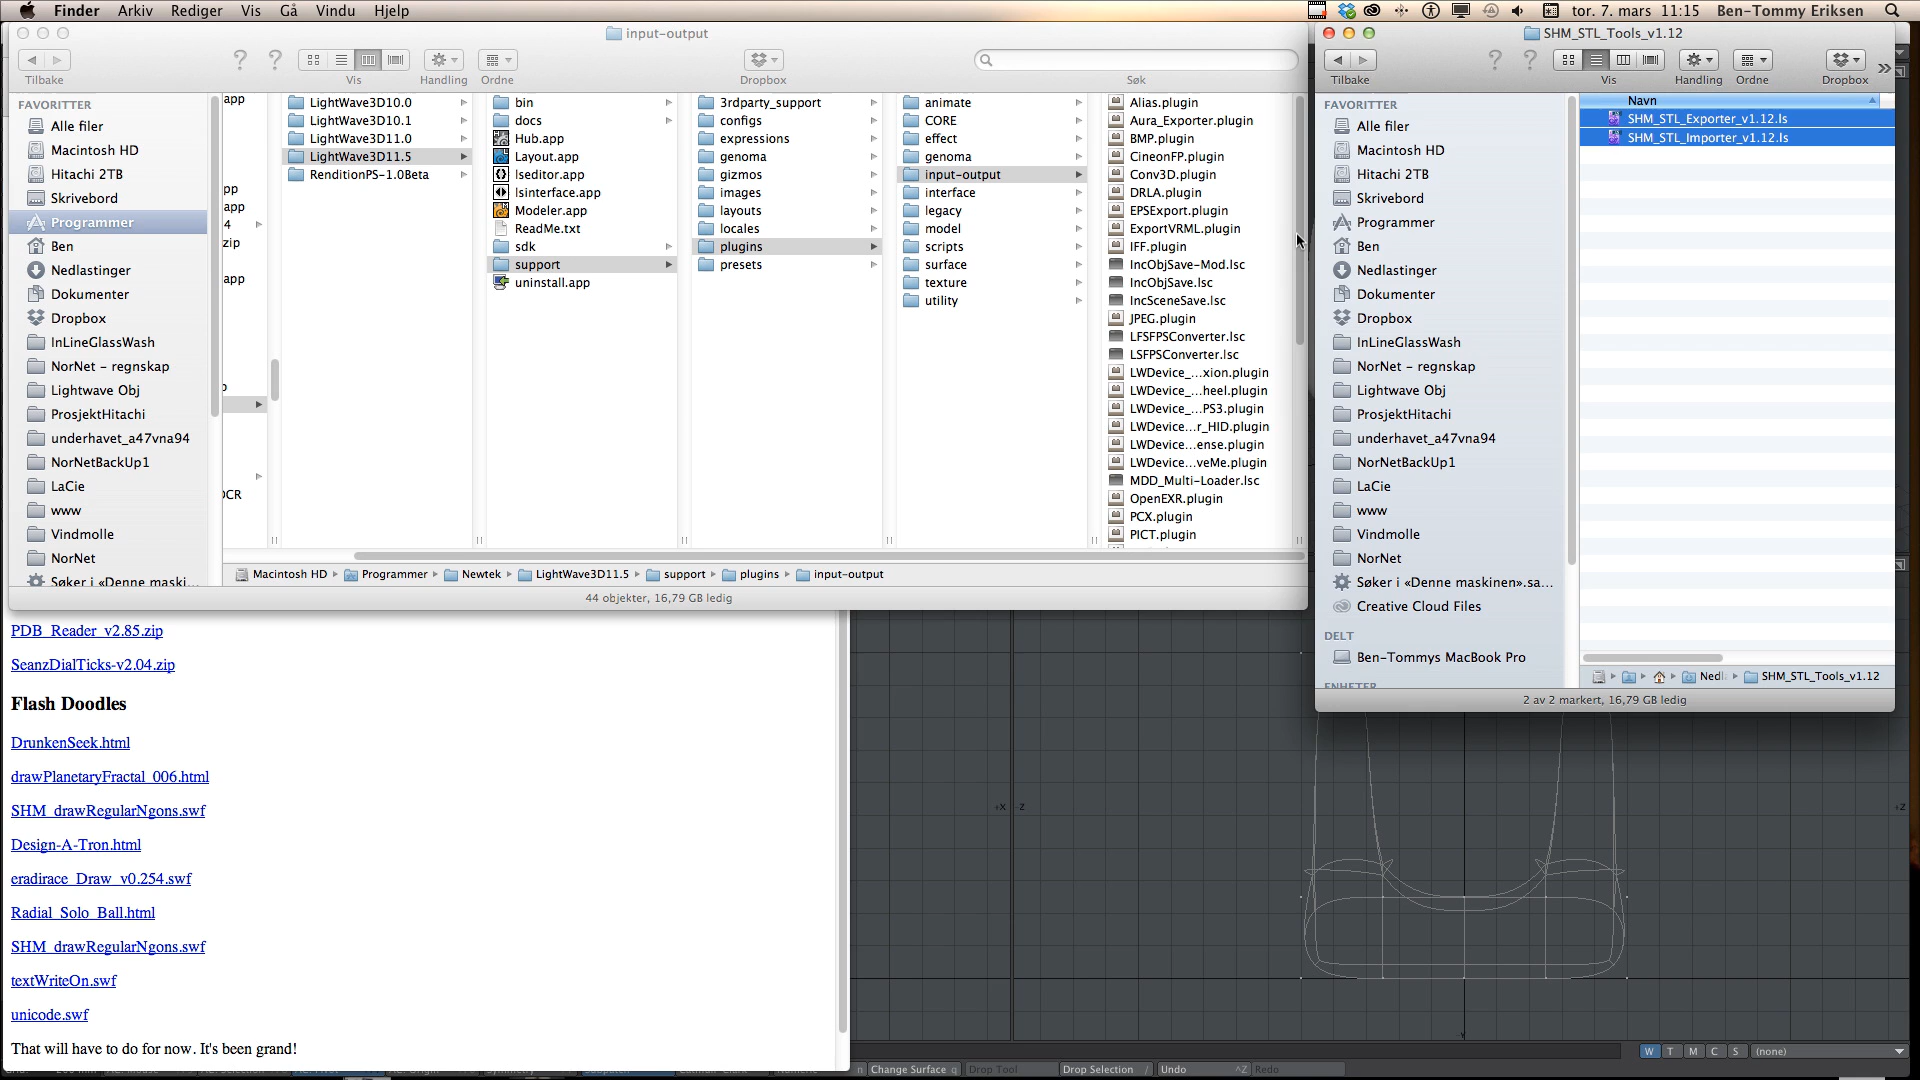 Finder Arkiv Rediger Vis Gå Vindu Hjelp
tor. 7. mars 11:15 Ben-Tommy Eriksen
input-output
Tilbake
Vis
Handling
Ordne
Dropbox
Søk
FAVORITTER
Alle filer
Macintosh HD
Hitachi 2TB
Skrivebord
Programmer
Ben
Nedlastinger
Dokumenter
Dropbox
InLineGlassWash
NorNet – regnskap
Lightwave Obj
ProsjektHitachi
underhavet_a47vna94
NorNetBackUp1
LaCie
www
Vindmolle
NorNet
Søker i «Denne maski...
app
app
4
zip
app
LightWave3D10.0
LightWave3D10.1
LightWave3D11.0
LightWave3D11.5
RenditionPS-1.0Beta
bin
docs
Hub.app
Layout.app
lseditor.app
lsinterface.app
Modeler.app
ReadMe.txt
sdk
support
uninstall.app
3rdparty_support
configs
expressions
genoma
gizmos
images
layouts
locales
plugins
presets
animate
CORE
effect
genoma
input-output
interface
legacy
model
scripts
surface
texture
utility
Alias.plugin
Aura_Exporter.plugin
BMP.plugin
CineonFP.plugin
Conv3D.plugin
DRLA.plugin
EPSExport.plugin
ExportVRML.plugin
IFF.plugin
IncObjSave-Mod.lsc
IncObjSave.lsc
IncSceneSave.lsc
JPEG.plugin
LFSFPSConverter.lsc
LSFPSConverter.lsc
LWDevice_...xion.plugin
LWDevice_...heel.plugin
LWDevice_...PS3.plugin
LWDevice...r_HID.plugin
LWDevice...ense.plugin
LWDevice...veMe.plugin
MDD_Multi-Loader.lsc
OpenEXR.plugin
PCX.plugin
PICT.plugin
Macintosh HD Programmer Newtek LightWave3D11.5 support plugins input-output
44 objekter, 16,79 GB ledig
SHM_STL_Tools_v1.12
Tilbake
Vis
Handling
Ordne
Dropbox
FAVORITTER
Alle filer
Macintosh HD
Hitachi 2TB
Skrivebord
Programmer
Ben
Nedlastinger
Dokumenter
Dropbox
InLineGlassWash
NorNet – regnskap
Lightwave Obj
ProsjektHitachi
underhavet_a47vna94
NorNetBackUp1
LaCie
www
Vindmolle
NorNet
Søker i «Denne maskinen».sa...
Creative Cloud Files
DELT
Ben-Tommys MacBook Pro
ENHETER
Navn
SHM_STL_Exporter_v1.12.ls
SHM_STL_Importer_v1.12.ls
Nedl SHM_STL_Tools_v1.12
2 av 2 markert, 16,79 GB ledig
PDB_Reader_v2.85.zip
SeanzDialTicks-v2.04.zip
Flash Doodles
DrunkenSeek.html
drawPlanetaryFractal_006.html
SHM_drawRegularNgons.swf
Design-A-Tron.html
eradirace_Draw_v0.254.swf
Radial_Solo_Ball.html
SHM_drawRegularNgons.swf
textWriteOn.swf
unicode.swf
That will have to do for now. It's been grand!
+X -Z
+Z
W T M C S (none)
Change Surface q Drop Tool Drop Selection / Undo ^Z Redo